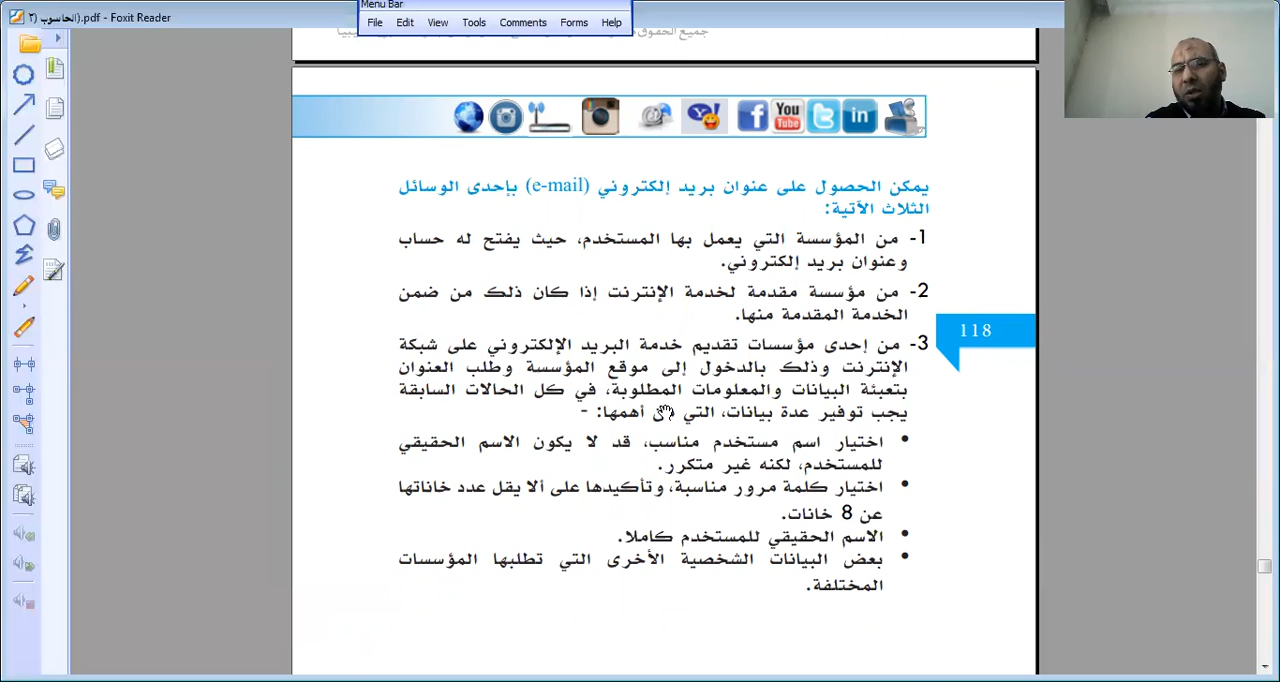 الحاسوب (٢).pdf - Foxit Reader
Menu Bar
File Edit View Tools Comments Forms Help
جميع الحقوق
You Tube
in
يمكن الحصول على عنوان بريد إلكتروني (e-mail) بإحدى الوسائل
الثلاث الآتية:
1- من المؤسسة التي يعمل بها المستخدم، حيث يفتح له حساب
وعنوان بريد إلكتروني.
2- من مؤسسة مقدمة لخدمة الإنترنت إذا كان ذلك من ضمن
الخدمة المقدمة منها.
118
3- من إحدى مؤسسات تقديم خدمة البريد الإلكتروني على شبكة
الإنترنت وذلك بالدخول إلى موقع المؤسسة وطلب العنوان
بتعبئة البيانات والمعلومات المطلوبة، في كل الحالات السابقة
يجب توفير عدة بيانات، التي من أهمها: -
• اختيار اسم مستخدم مناسب، قد لا يكون الاسم الحقيقي
للمستخدم، لكنه غير متكرر.
• اختيار كلمة مرور مناسبة، وتأكيدها على ألا يقل عدد خاناتها
عن 8 خانات.
• الاسم الحقيقي للمستخدم كاملا.
• بعض البيانات الشخصية الأخرى التي تطلبها المؤسسات
المختلفة.